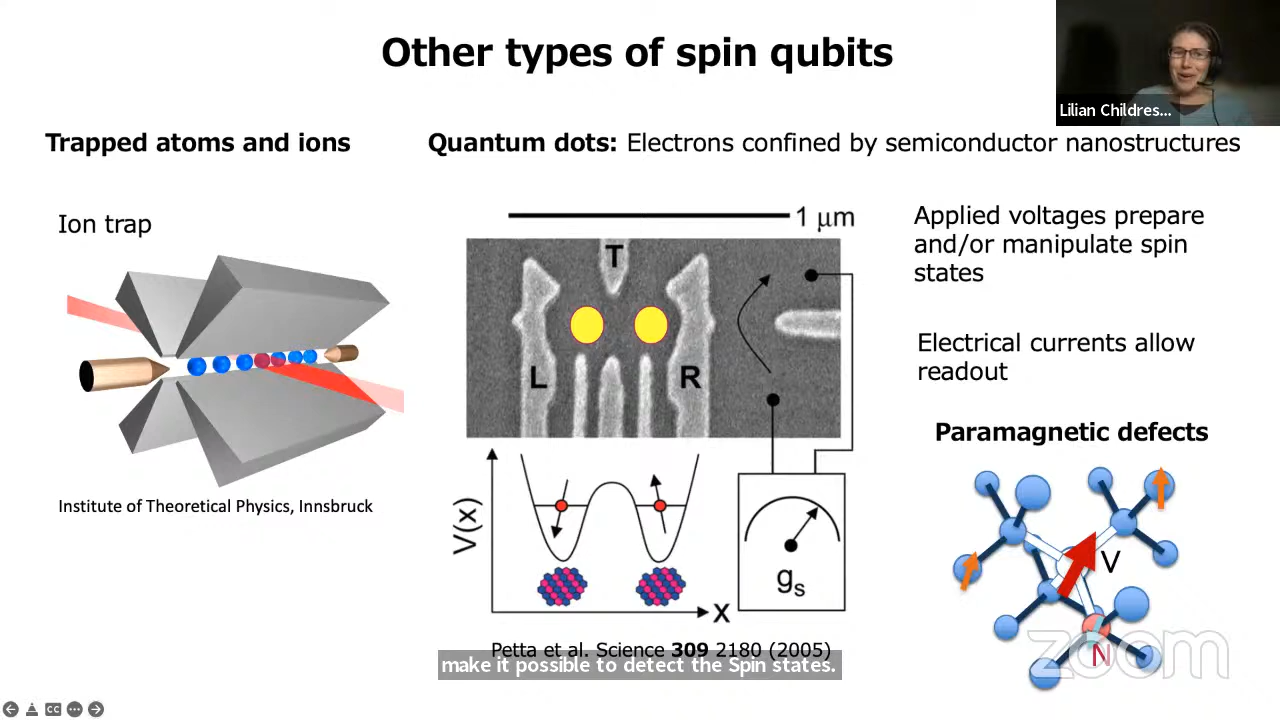 Other types of spin qubits
Lilian Childres...
Trapped atoms and ions
Quantum dots: Electrons confined by semiconductor nanostructures
Ion trap
Institute of Theoretical Physics, Innsbruck
1 μm
T
L
R
V(x)
x
gs
Petta et al. Science 309 2180 (2005)
make it possible to detect the Spin states.
Applied voltages prepare
and/or manipulate spin
states
Electrical currents allow
readout
Paramagnetic defects
V
N
zoom
CC